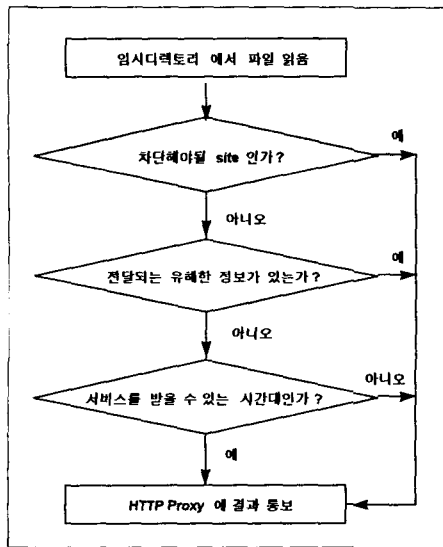 임시디렉토리 에서 파일 읽음
차단해야될 site 인가?
예
아니오
전달되는 유해한 정보가 있는가?
예
아니오
서비스를 받을 수 있는 시간대인가?
아니오
예
HTTP Proxy 에 결과 통보